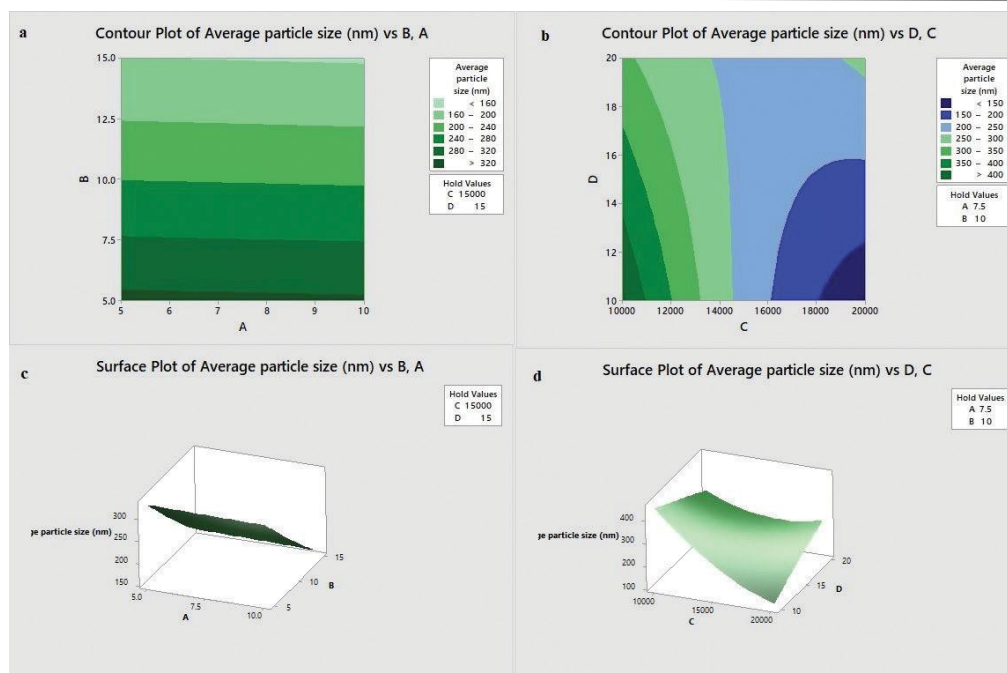 a
Contour Plot of Average particle size (nm) vs B, A
15.0
12.5
10.0
7.5
5.0
B
5 6 7 8 9 10
A
Average
particle
size (nm)
< 160
160 – 200
200 – 240
240 – 280
280 – 320
> 320
Hold Values
C 15000
D 15
b
Contour Plot of Average particle size (nm) vs D, C
20
18
16
14
12
10
D
10000 12000 14000 16000 18000 20000
C
Average
particle
size (nm)
< 150
150 – 200
200 – 250
250 – 300
300 – 350
350 – 400
> 400
Hold Values
A 7.5
B 10
c
Surface Plot of Average particle size (nm) vs B, A
Hold Values
C 15000
D 15
300
250
200
150
ge particle size (nm)
5.0 7.5 10.0
A
15
10
5
B
d
Surface Plot of Average particle size (nm) vs D, C
Hold Values
A 7.5
B 10
400
300
200
100
ge particle size (nm)
10000 15000 20000
C
20
15
10
D